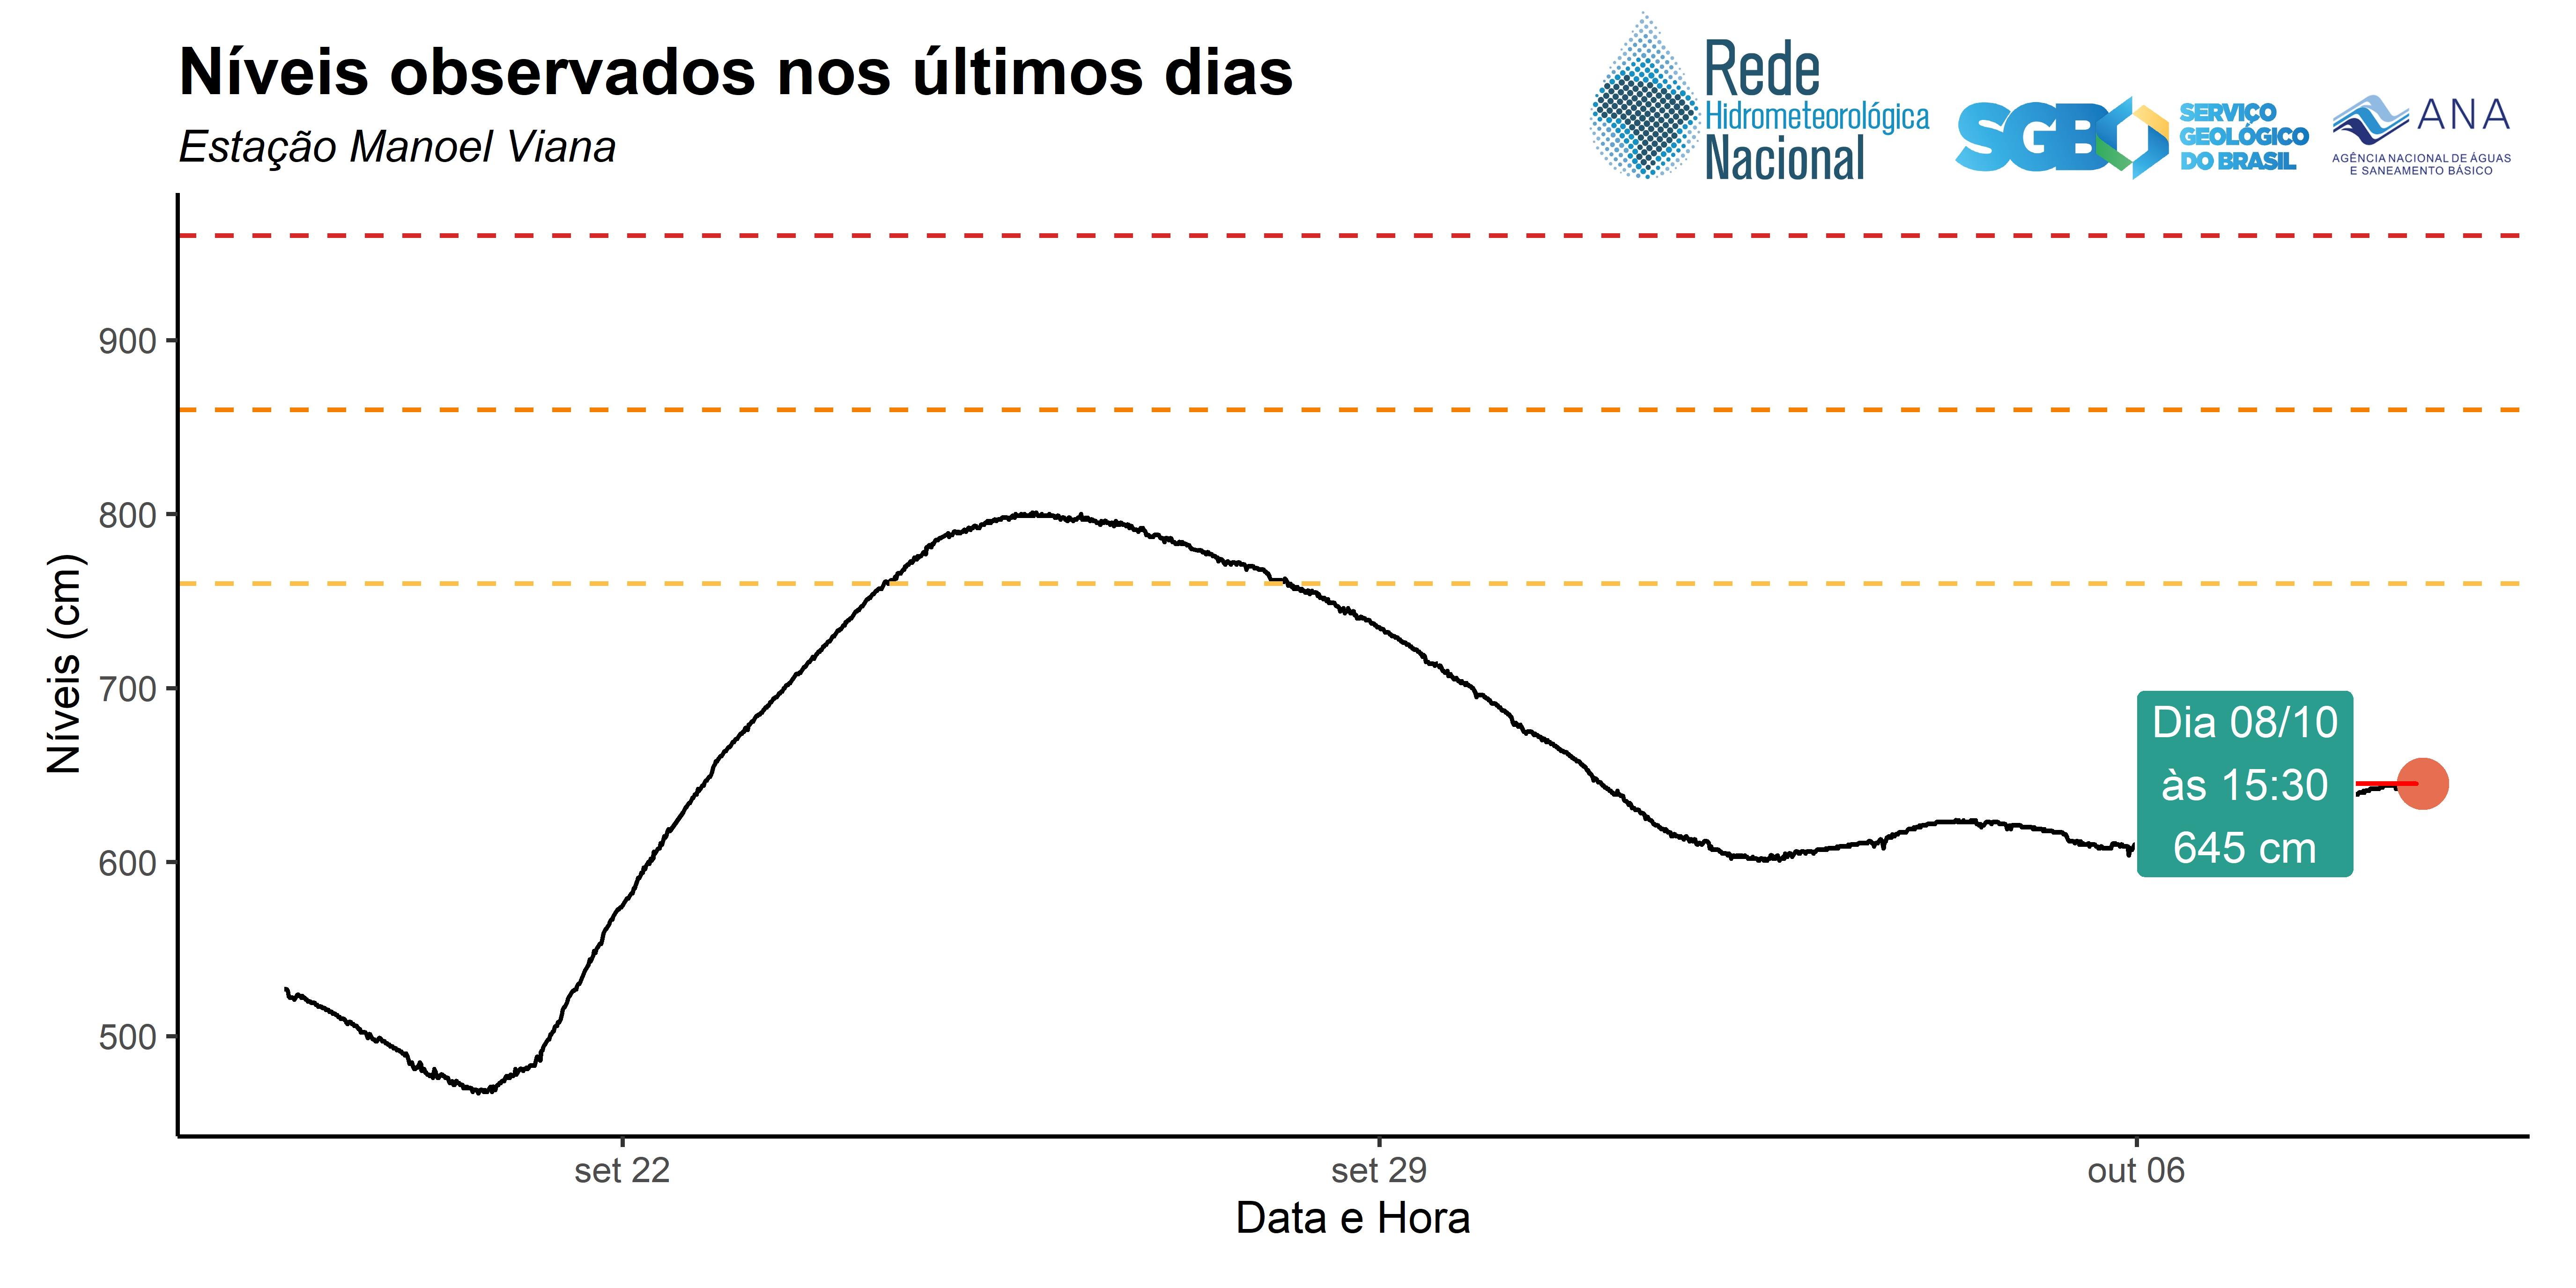 Níveis observados nos últimos dias
Estação Manoel Viana
Rede
Hidrometeorológica
Nacional
SGB
SERVIÇO
GEOLÓGICO
DO BRASIL
ANA
AGÊNCIA NACIONAL DE ÁGUAS
E SANEAMENTO BÁSICO
Níveis (cm)
900
800
700
600
500
Dia 08/10
às 15:30
645 cm
set 22
set 29
out 06
Data e Hora